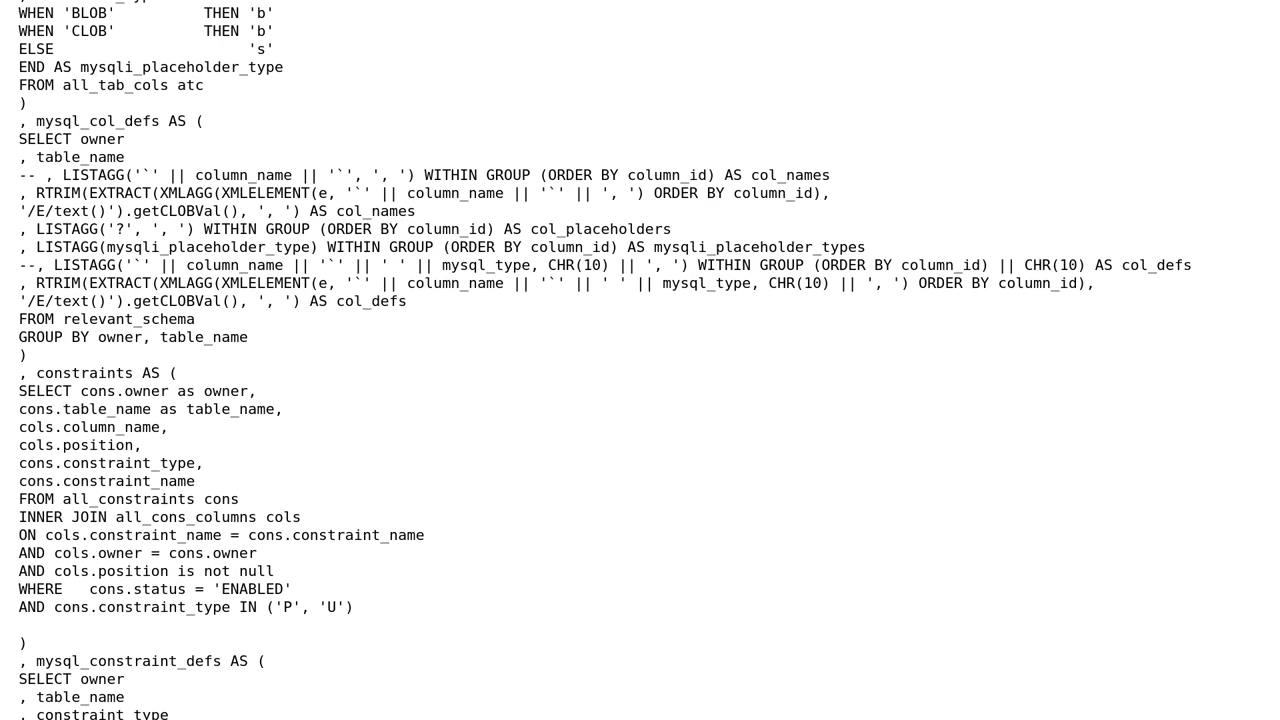 WHEN 'BLOB'          THEN 'b'
WHEN 'CLOB'          THEN 'b'
ELSE                      's'
END AS mysqli_placeholder_type
FROM all_tab_cols atc
)
, mysql_col_defs AS (
SELECT owner
, table_name
-- , LISTAGG('`' || column_name || '`', ', ') WITHIN GROUP (ORDER BY column_id) AS col_names
, RTRIM(EXTRACT(XMLAGG(XMLELEMENT(e, '`' || column_name || '`' || ', ') ORDER BY column_id),
'/E/text()').getCLOBVal(), ', ') AS col_names
, LISTAGG('?', ', ') WITHIN GROUP (ORDER BY column_id) AS col_placeholders
, LISTAGG(mysqli_placeholder_type) WITHIN GROUP (ORDER BY column_id) AS mysqli_placeholder_types
--, LISTAGG('`' || column_name || '`' || ' ' || mysql_type, CHR(10) || ', ') WITHIN GROUP (ORDER BY column_id) || CHR(10) AS col_defs
, RTRIM(EXTRACT(XMLAGG(XMLELEMENT(e, '`' || column_name || '`' || ' ' || mysql_type, CHR(10) || ', ') ORDER BY column_id),
'/E/text()').getCLOBVal(), ', ') AS col_defs
FROM relevant_schema
GROUP BY owner, table_name
)
, constraints AS (
SELECT cons.owner as owner,
cons.table_name as table_name,
cols.column_name,
cols.position,
cons.constraint_type,
cons.constraint_name
FROM all_constraints cons
INNER JOIN all_cons_columns cols
ON cols.constraint_name = cons.constraint_name
AND cols.owner = cons.owner
AND cols.position is not null
WHERE   cons.status = 'ENABLED'
AND cons.constraint_type IN ('P', 'U')
)
, mysql_constraint_defs AS (
SELECT owner
, table_name
, constraint_type